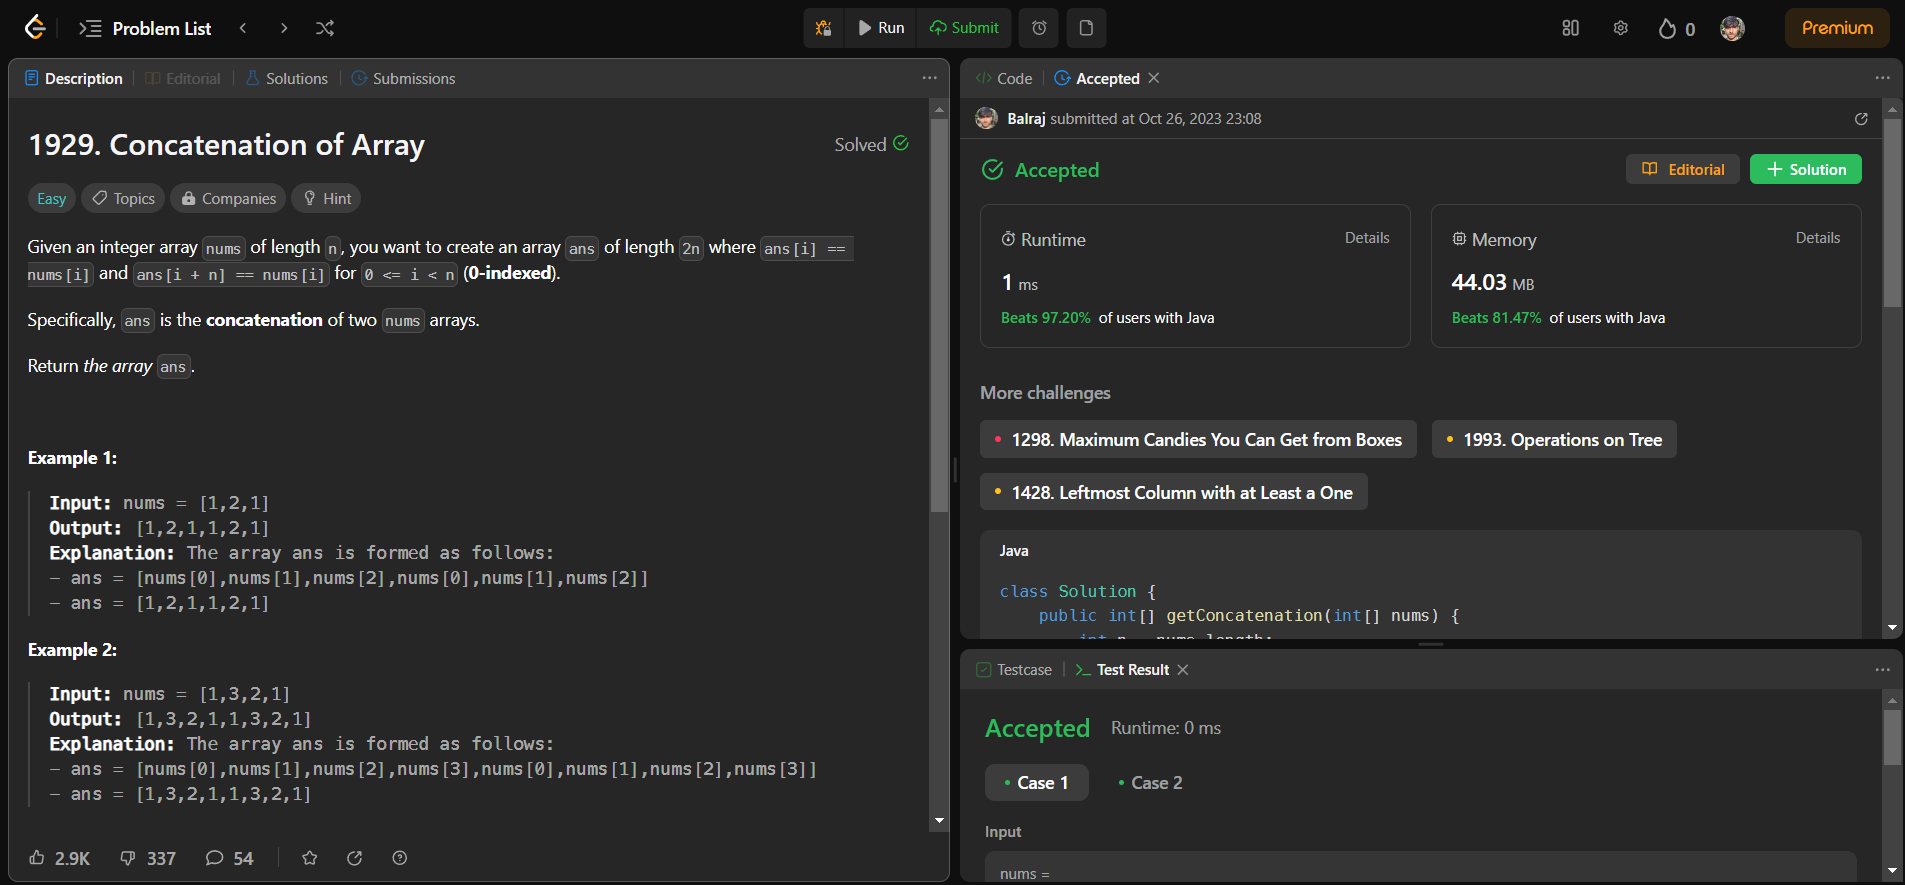 Problem List
Run
Submit
0
Premium
Description
Editorial
Solutions
Submissions
1929. Concatenation of Array
Solved
Easy
Topics
Companies
Hint
Given an integer array nums of length n, you want to create an array ans of length 2n where ans[i] ==
nums[i] and ans[i + n] == nums[i] for 0 <= i < n (0-indexed).
Specifically, ans is the concatenation of two nums arrays.
Return the array ans.
Example 1:
Input: nums = [1,2,1]
Output: [1,2,1,1,2,1]
Explanation: The array ans is formed as follows:
- ans = [nums[0],nums[1],nums[2],nums[0],nums[1],nums[2]]
- ans = [1,2,1,1,2,1]
Example 2:
Input: nums = [1,3,2,1]
Output: [1,3,2,1,1,3,2,1]
Explanation: The array ans is formed as follows:
- ans = [nums[0],nums[1],nums[2],nums[3],nums[0],nums[1],nums[2],nums[3]]
- ans = [1,3,2,1,1,3,2,1]
2.9K
337
54
Code
Accepted
Balraj submitted at Oct 26, 2023 23:08
Accepted
Editorial
Solution
Runtime
Details
1 ms
Beats 97.20% of users with Java
Memory
Details
44.03 MB
Beats 81.47% of users with Java
More challenges
1298. Maximum Candies You Can Get from Boxes
1993. Operations on Tree
1428. Leftmost Column with at Least a One
Java
class Solution {
public int[] getConcatenation(int[] nums) {
int n = nums.length;
Testcase
Test Result
Accepted
Runtime: 0 ms
Case 1
Case 2
Input
nums =